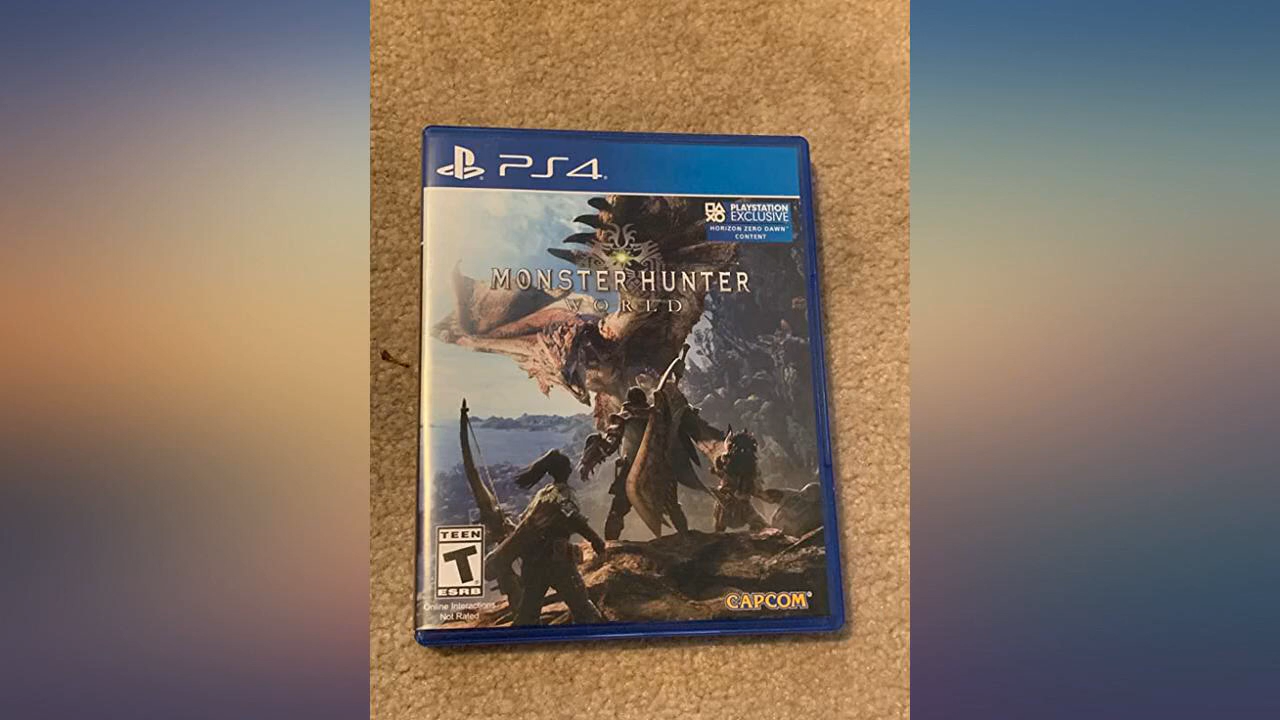 PS4
PLAYSTATION
EXCLUSIVE
HORIZON ZERO DAWN™
CONTENT
MONSTER HUNTER
WORLD
TEEN
T
ESRB
Online Interactions
Not Rated
CAPCOM®